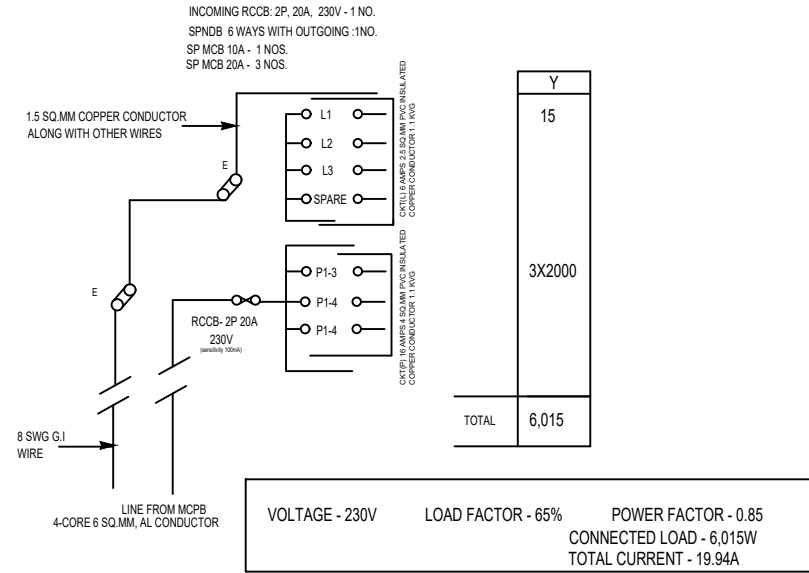 INCOMING RCCB: 2P, 20A, 230V - 1 NO.
SPNDB 6 WAYS WITH OUTGOING :1NO.
SP MCB 10A - 1 NOS.
SP MCB 20A - 3 NOS.
1.5 SQ.MM COPPER CONDUCTOR
ALONG WITH OTHER WIRES
E
L1
L2
L3
SPARE
CKT(L) 6 AMPS 2.5 SQ.MM PVC INSULATED
COPPER CONDUCTOR 1.1 KVG
E
RCCB- 2P 20A
230V
(sensitivity 100mA)
P1-3
P1-4
P1-4
CKT(P) 16 AMPS 4 SQ.MM PVC INSULATED
COPPER CONDUCTOR 1.1 KVG
8 SWG G.I
WIRE
LINE FROM MCPB
4-CORE 6 SQ.MM, AL CONDUCTOR
Y
15
3X2000
TOTAL 6,015
VOLTAGE - 230V LOAD FACTOR - 65% POWER FACTOR - 0.85
CONNECTED LOAD - 6,015W
TOTAL CURRENT - 19.94A